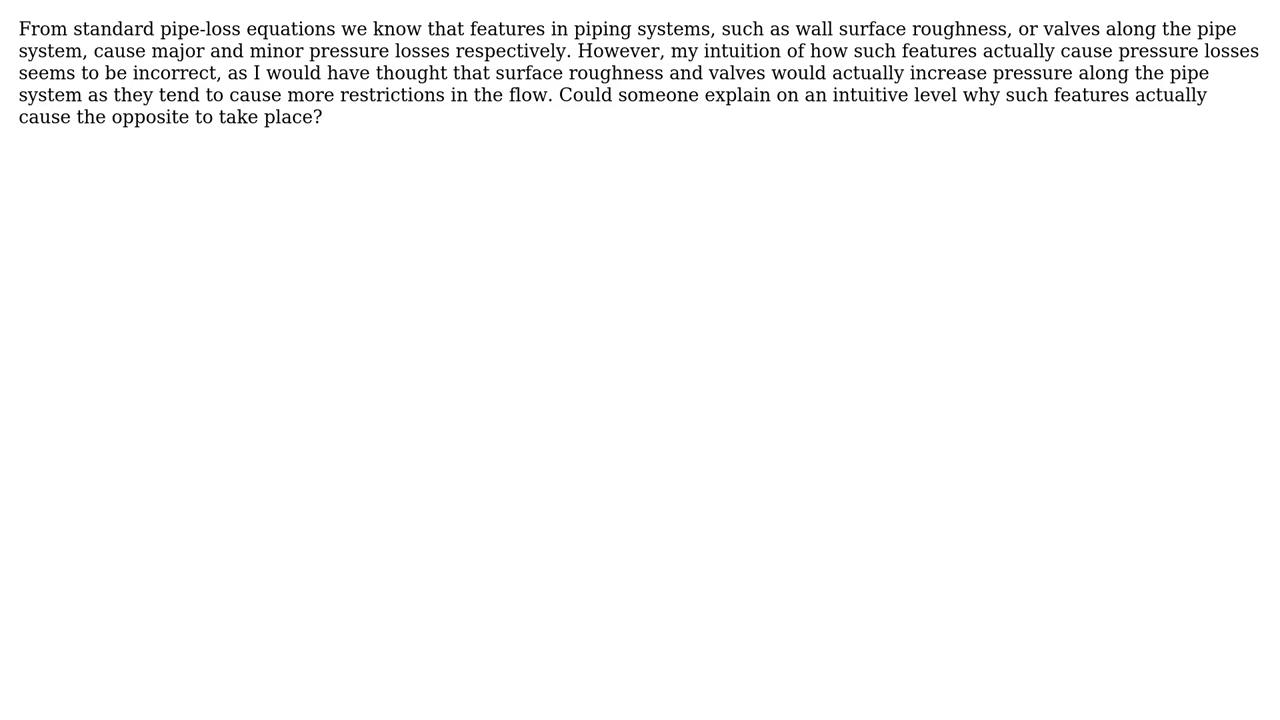 From standard pipe-loss equations we know that features in piping systems, such as wall surface roughness, or valves along the pipe
system, cause major and minor pressure losses respectively. However, my intuition of how such features actually cause pressure losses
seems to be incorrect, as I would have thought that surface roughness and valves would actually increase pressure along the pipe
system as they tend to cause more restrictions in the flow. Could someone explain on an intuitive level why such features actually
cause the opposite to take place?